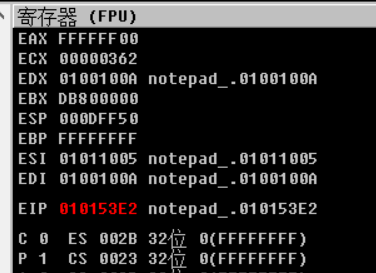 寄存器 (FPU)
EAX FFFFFF00
ECX 00000362
EDX 0100100A notepad_.0100100A
EBX DB800000
ESP 000DFF50
EBP FFFFFFFF
ESI 01011005 notepad_.01011005
EDI 0100100A notepad_.0100100A
EIP 010153E2 notepad_.010153E2
C 0 ES 002B 32位 0(FFFFFFFF)
P 1 CS 0023 32位 0(FFFFFFFF)